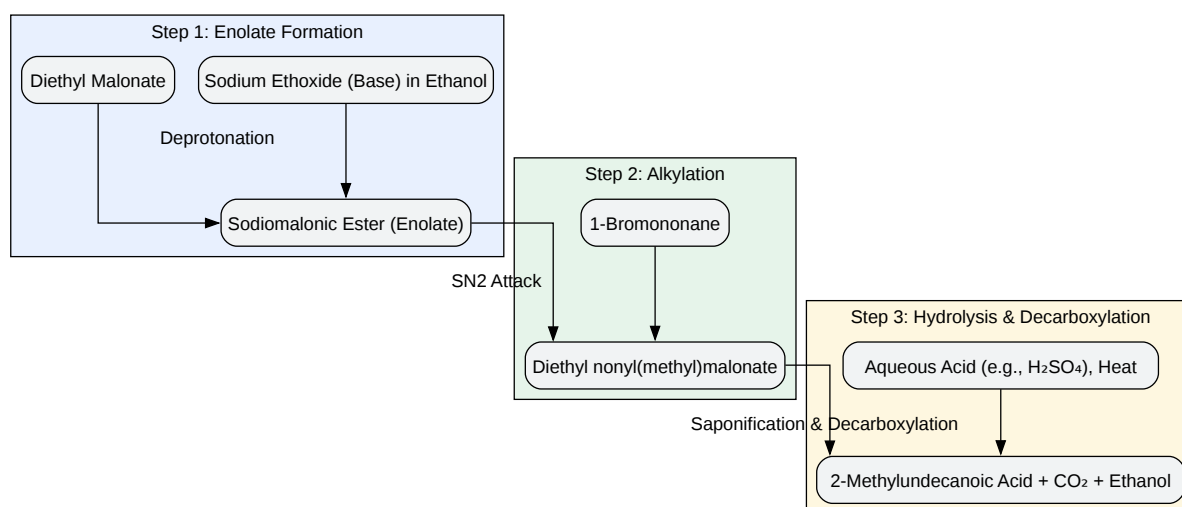 Step 1: Enolate Formation
Diethyl Malonate
Sodium Ethoxide (Base) in Ethanol
Deprotonation
Sodiomalonic Ester (Enolate)
Step 2: Alkylation
1-Bromononane
SN2 Attack
Diethyl nonyl(methyl)malonate
Step 3: Hydrolysis & Decarboxylation
Aqueous Acid (e.g., H₂SO₄), Heat
Saponification & Decarboxylation
2-Methylundecanoic Acid + CO₂ + Ethanol